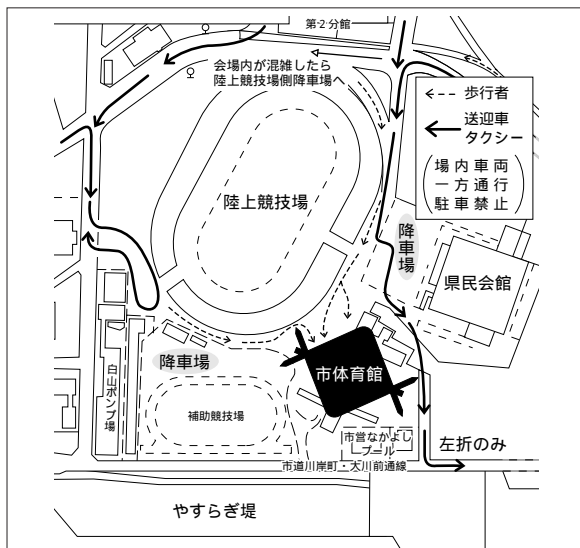 第２分館
会場内が混雑したら
陸上競技場側降車場へ
歩行者
送迎車
タクシー
場内車両
一方通行
駐車禁止
陸上競技場
降車場
県民会館
降車場
市体育館
白山ポンプ場
補助競技場
市営なかよし
プール
左折のみ
市道川岸町・大川前通線
やすらぎ堤